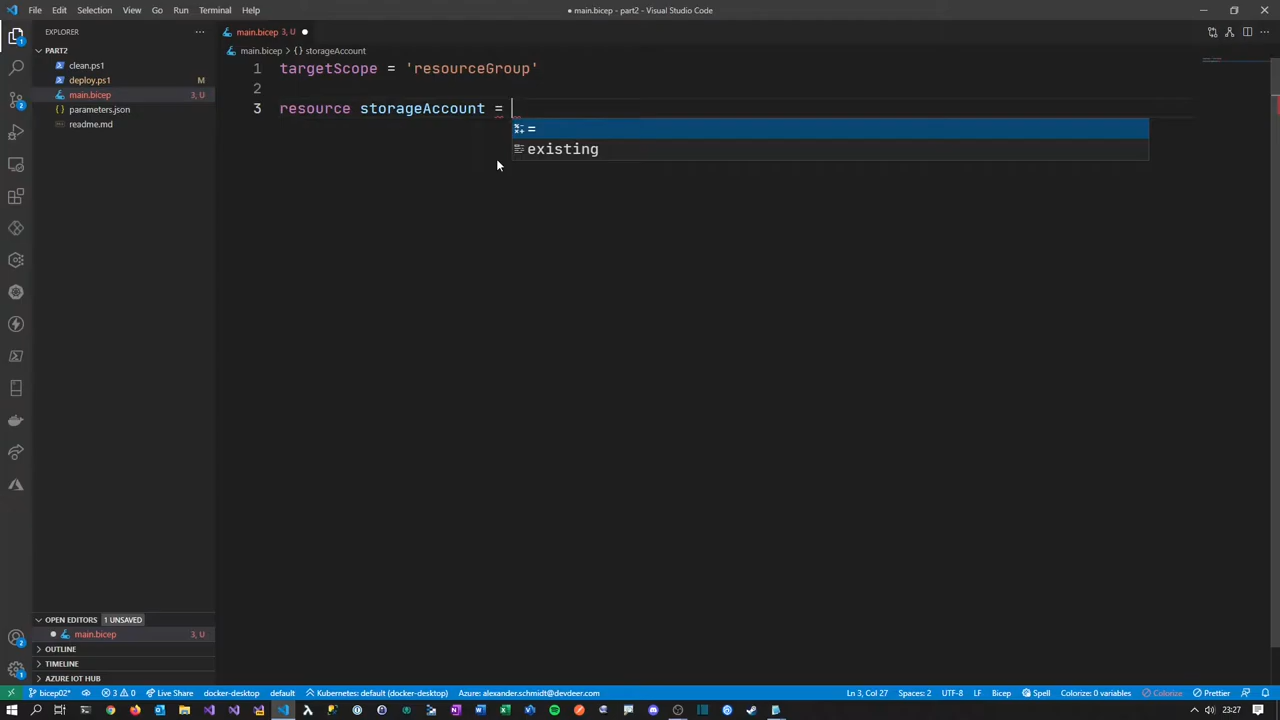 File Edit Selection View Go Run Terminal Help
● main.bicep - part2 - Visual Studio Code
EXPLORER
main.bicep 3, U
PART2
main.bicep > {} storageAccount
clean.ps1
deploy.ps1 M
main.bicep 3, U
parameters.json
readme.md
1 targetScope = 'resourceGroup'
2
3 resource storageAccount =
=
existing
OPEN EDITORS 1 UNSAVED
main.bicep 3, U
OUTLINE
TIMELINE
AZURE IOT HUB
bicep02* 3 0 Live Share docker-desktop default Kubernetes: default (docker-desktop) Azure: alexander.schmidt@devdeer.com Ln 3, Col 27 Spaces: 2 UTF-8 LF Bicep Spell Colorize: 0 variables Colorize Prettier
23:27